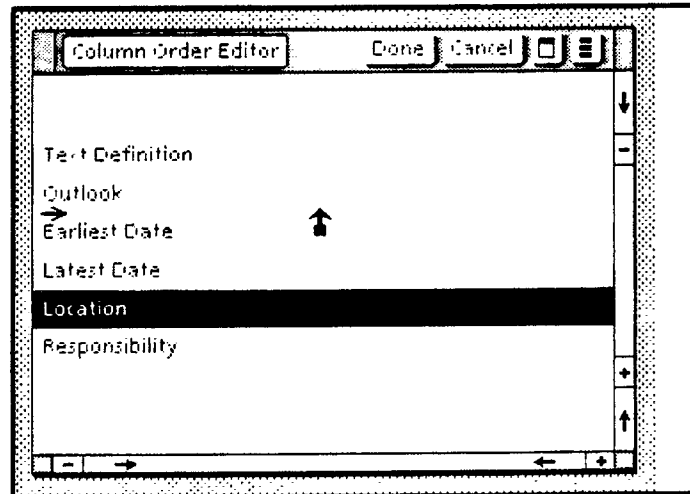 Column Order Editor Done Cancel
Text Definition
Outlook
Earliest Date
Latest Date
Location
Responsibility